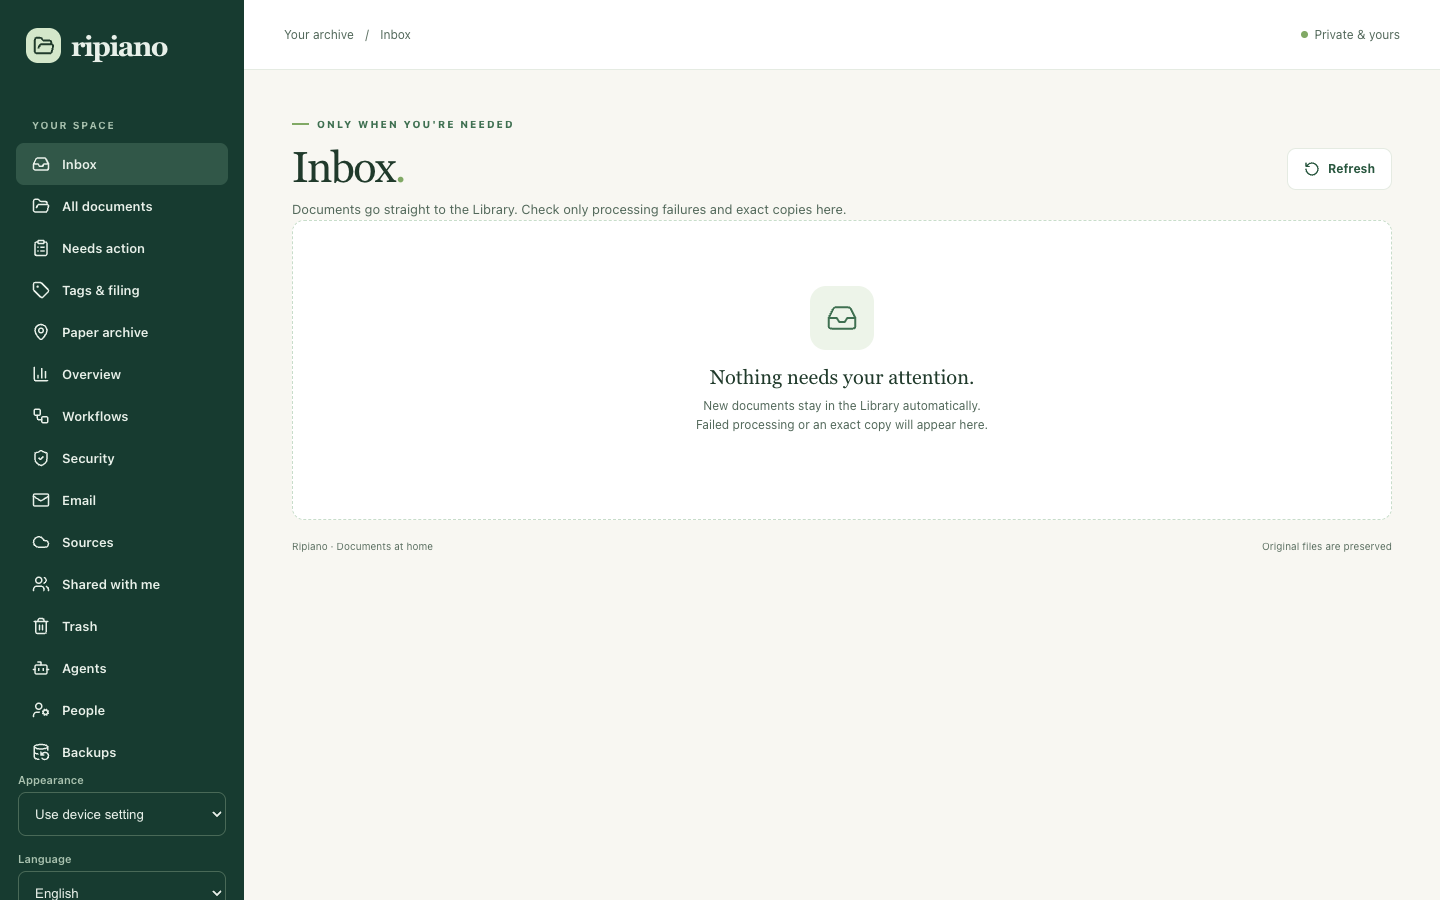 ripiano
YOUR SPACE
Inbox
All documents
Needs action
Tags & filing
Paper archive
Overview
Workflows
Security
Email
Sources
Shared with me
Trash
Agents
People
Backups
Appearance
Use device setting
Language
English
Your archive / Inbox
Private & yours
ONLY WHEN YOU'RE NEEDED
Inbox.
Refresh
Documents go straight to the Library. Check only processing failures and exact copies here.
Nothing needs your attention.
New documents stay in the Library automatically.
Failed processing or an exact copy will appear here.
Ripiano · Documents at home
Original files are preserved